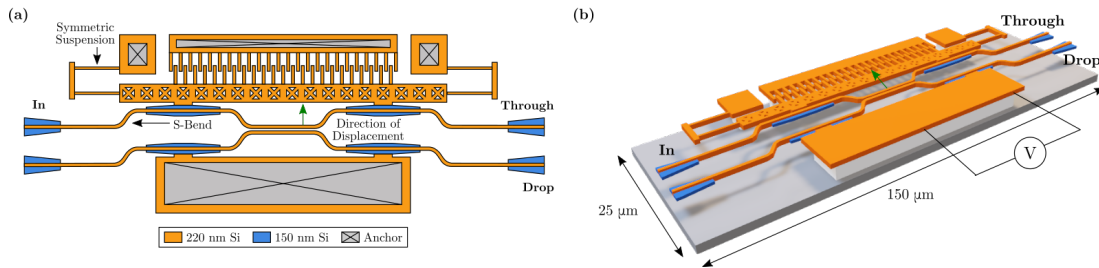 (a)
Symmetric
Suspension
In
Through
S-Bend
Direction of
Displacement
Drop
220 nm Si
150 nm Si
Anchor
(b)
Through
Drop
In
V
150 µm
25 µm